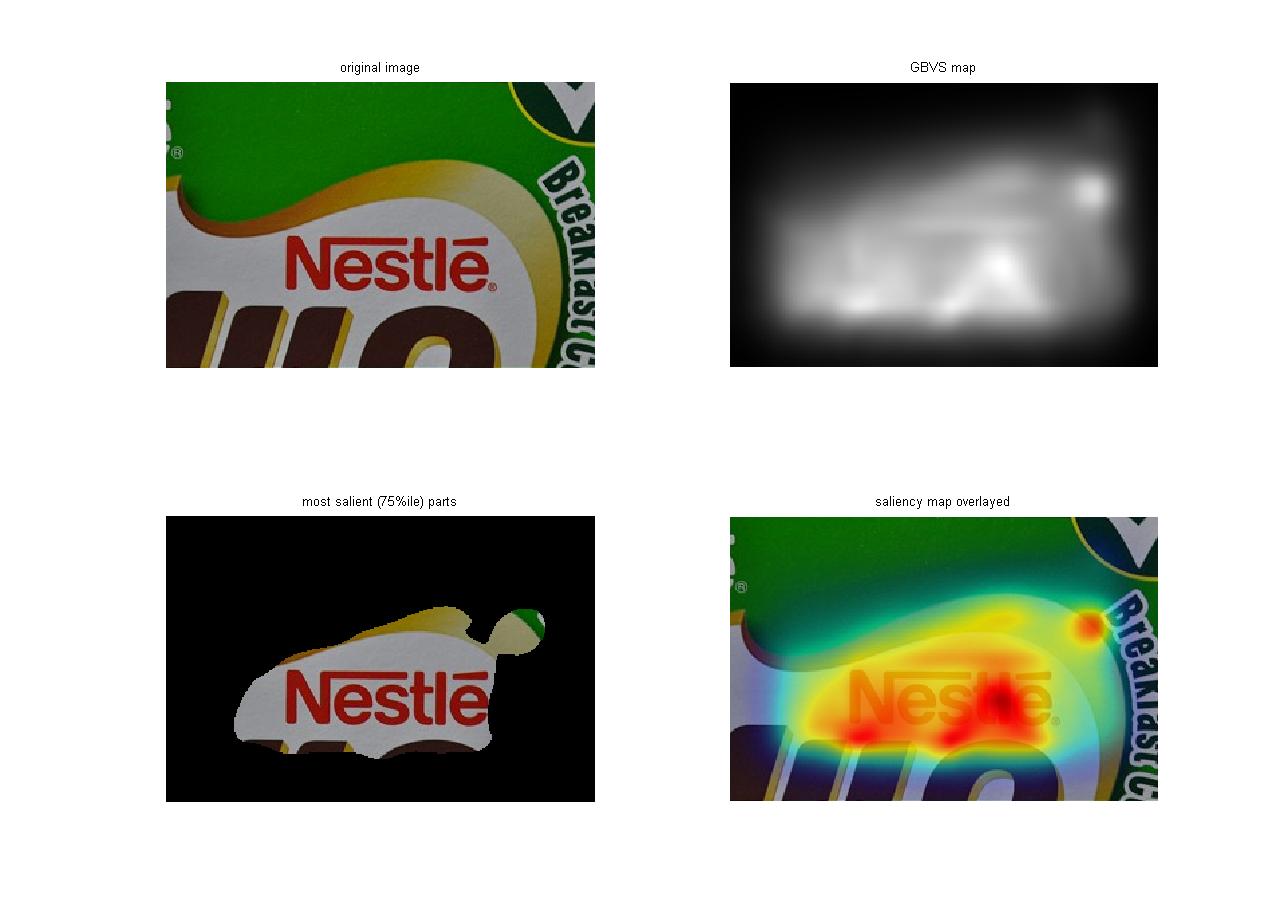 original image
GBVS map
®
Breakfast C
Nestlé®
most salient (75%ile) parts
saliency map overlayed
Nestlé
®
Breakfast C
Nestlé®